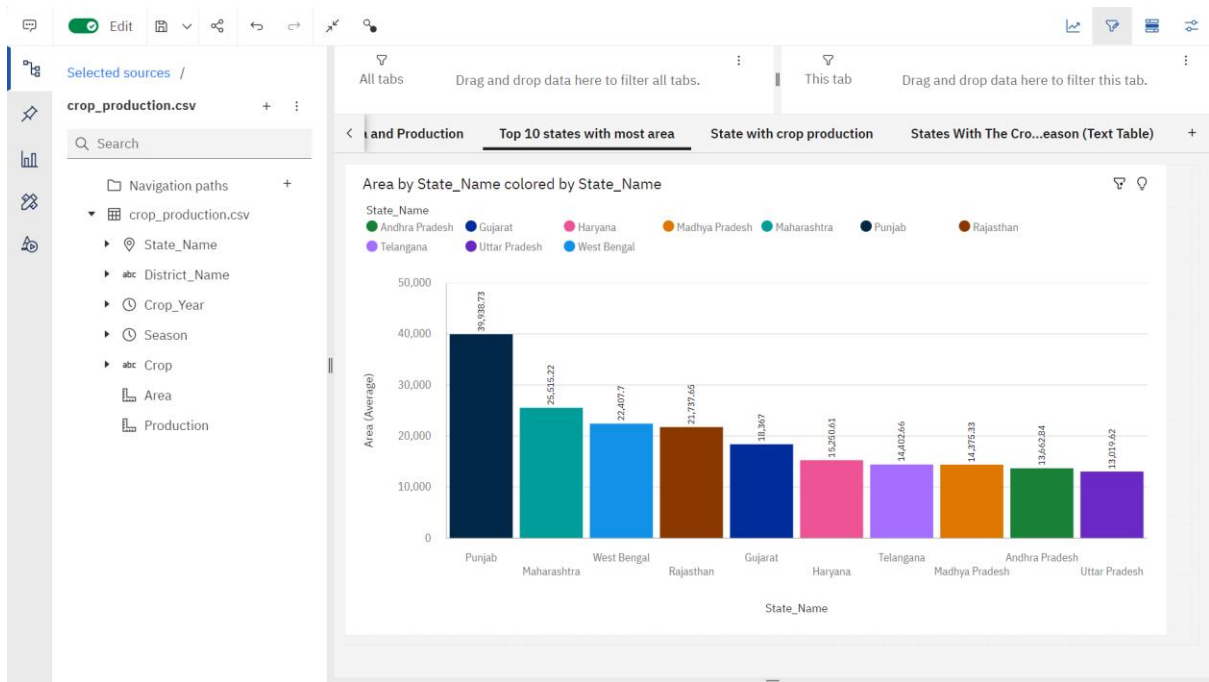 Edit
Selected sources /
crop_production.csv
Search
Navigation paths
crop_production.csv
State_Name
abc District_Name
Crop_Year
Season
abc Crop
Area
Production
All tabs
Drag and drop data here to filter all tabs.
This tab
Drag and drop data here to filter this tab.
and Production
Top 10 states with most area
State with crop production
States With The Cro...eason (Text Table)
Area by State_Name colored by State_Name
State_Name
Andhra Pradesh Gujarat Haryana Madhya Pradesh Maharashtra Punjab Rajasthan
Telangana Uttar Pradesh West Bengal
Area (Average)
50,000
40,000
30,000
20,000
10,000
0
39,938.73
25,515.22
22,407.7
21,737.65
18,367
15,250.61
14,402.66
14,375.33
13,662.84
13,019.62
Punjab
Maharashtra
West Bengal
Rajasthan
Gujarat
Haryana
Telangana
Madhya Pradesh
Andhra Pradesh
Uttar Pradesh
State_Name